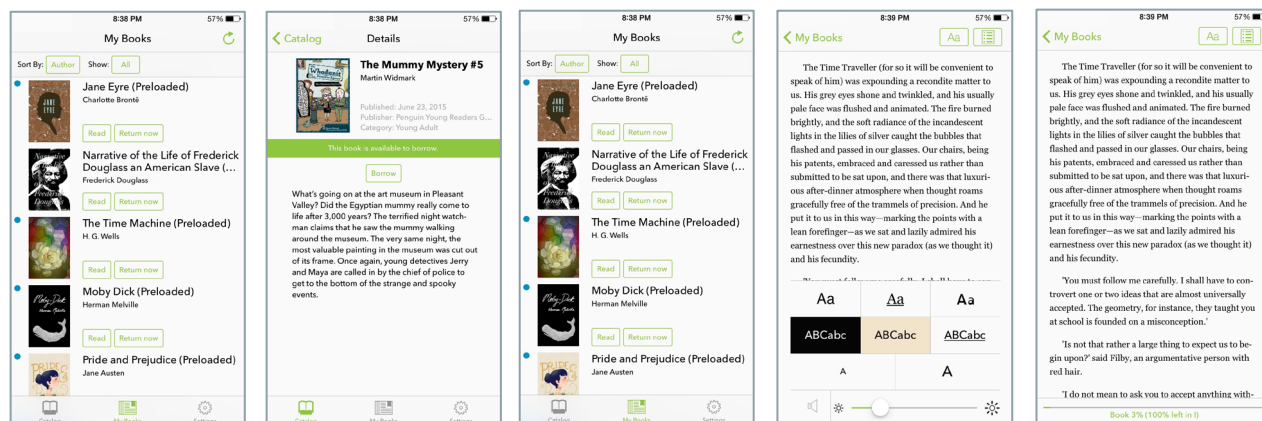 8:38 PM
57%
My Books
Sort By:
Author
Show:
All
Jane Eyre (Preloaded)
Charlotte Brontë
Read
Return now
Narrative of the Life of Frederick
Douglass an American Slave (...
Frederick Douglass
Read
Return now
The Time Machine (Preloaded)
H. G. Wells
Read
Return now
Moby Dick (Preloaded)
Herman Melville
Read
Return now
Pride and Prejudice (Preloaded)
Jane Austen
Catalog
My Books
Settings
8:38 PM
57%
Catalog
Details
The Mummy Mystery #5
Martin Widmark
Published: June 23, 2015
Publisher: Penguin Young Readers G...
Category: Young Adult
This book is available to borrow.
Borrow
What's going on at the art museum in Pleasant
Valley? Did the Egyptian mummy really come to
life after 3,000 years? The terrified night watch-
man claims that he saw the mummy walking
around the museum. The very same night, the
most valuable painting in the museum was cut out
of its frame. Once again, young detectives Jerry
and Maya are called in by the chief of police to
get to the bottom of the strange and spooky
events.
Catalog
My Books
Settings
8:38 PM
57%
My Books
Sort By:
Author
Show:
All
Jane Eyre (Preloaded)
Charlotte Brontë
Read
Return now
Narrative of the Life of Frederick
Douglass an American Slave (...
Frederick Douglass
Read
Return now
The Time Machine (Preloaded)
H. G. Wells
Read
Return now
Moby Dick (Preloaded)
Herman Melville
Read
Return now
Pride and Prejudice (Preloaded)
Jane Austen
Catalog
My Books
Settings
8:39 PM
57%
My Books
Aa
The Time Traveller (for so it will be convenient to
speak of him) was expounding a recondite matter to
us. His grey eyes shone and twinkled, and his usually
pale face was flushed and animated. The fire burned
brightly, and the soft radiance of the incandescent
lights in the lilies of silver caught the bubbles that
flashed and passed in our glasses. Our chairs, being
his patents, embraced and caressed us rather than
submitted to be sat upon, and there was that luxuri-
ous after-dinner atmosphere when thought roams
gracefully free of the trammels of precision. And he
put it to us in this way—marking the points with a
lean forefinger—as we sat and lazily admired his
earnestness over this new paradox (as we thought it)
and his fecundity.
Aa
Aa
Aa
ABCabc
ABCabc
ABCabc
A
A
8:39 PM
57%
My Books
Aa
The Time Traveller (for so it will be convenient to
speak of him) was expounding a recondite matter to
us. His grey eyes shone and twinkled, and his usually
pale face was flushed and animated. The fire burned
brightly, and the soft radiance of the incandescent
lights in the lilies of silver caught the bubbles that
flashed and passed in our glasses. Our chairs, being
his patents, embraced and caressed us rather than
submitted to be sat upon, and there was that luxuri-
ous after-dinner atmosphere when thought roams
gracefully free of the trammels of precision. And he
put it to us in this way—marking the points with a
lean forefinger—as we sat and lazily admired his
earnestness over this new paradox (as we thought it)
and his fecundity.
'You must follow me carefully. I shall have to con-
trovert one or two ideas that are almost universally
accepted. The geometry, for instance, they taught you
at school is founded on a misconception.'
'Is not that rather a large thing to expect us to be-
gin upon?' said Filby, an argumentative person with
red hair.
'I do not mean to ask you to accept anything with-
Book 3% (100% left in I)